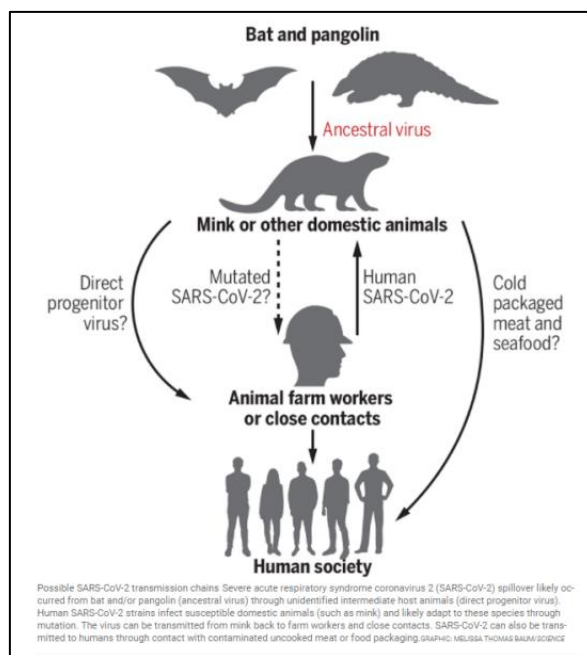 Bat and pangolin
Ancestral virus
Mink or other domestic animals
Direct
progenitor
virus?
Mutated
SARS-CoV-2?
Human
SARS-CoV-2
Cold
packaged
meat and
seafood?
Animal farm workers
or close contacts
Human society
Possible SARS-CoV-2 transmission chains Severe acute respiratory syndrome coronavirus 2 (SARS-CoV-2) spillover likely oc-
curred from bat and/or pangolin (ancestral virus) through unidentified intermediate host animals (direct progenitor virus).
Human SARS-CoV-2 strains infect susceptible domestic animals (such as mink) and likely adapt to these species through
mutation. The virus can be transmitted from mink back to farm workers and close contacts. SARS-CoV-2 can also be trans-
mitted to humans through contact with contaminated uncooked meat or food packaging. GRAPHIC: MELISSA THOMAS BAUM/SCIENCE